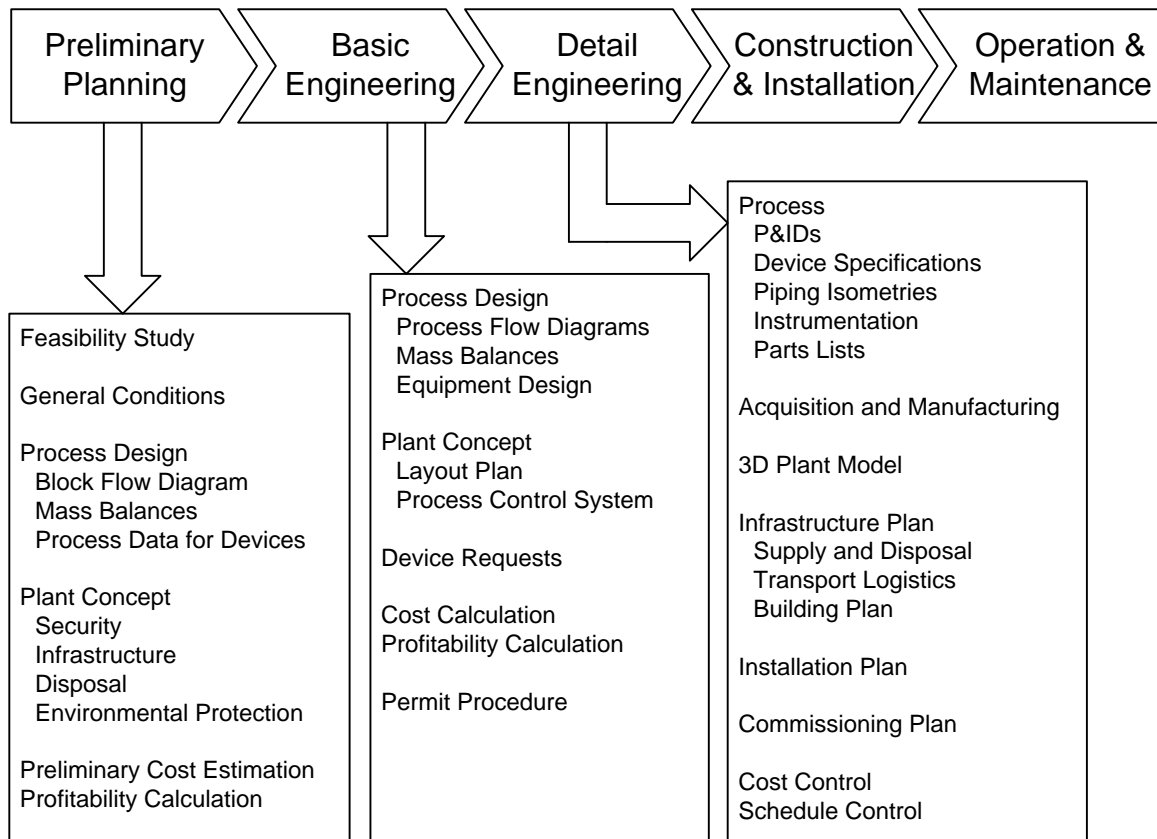 Preliminary
Planning
Basic
Engineering
Detail
Engineering
Construction
& Installation
Operation &
Maintenance
Feasibility Study
General Conditions
Process Design
Block Flow Diagram
Mass Balances
Process Data for Devices
Plant Concept
Security
Infrastructure
Disposal
Environmental Protection
Preliminary Cost Estimation
Profitability Calculation
Process Design
Process Flow Diagrams
Mass Balances
Equipment Design
Plant Concept
Layout Plan
Process Control System
Device Requests
Cost Calculation
Profitability Calculation
Permit Procedure
Process
P&IDs
Device Specifications
Piping Isometries
Instrumentation
Parts Lists
Acquisition and Manufacturing
3D Plant Model
Infrastructure Plan
Supply and Disposal
Transport Logistics
Building Plan
Installation Plan
Commissioning Plan
Cost Control
Schedule Control